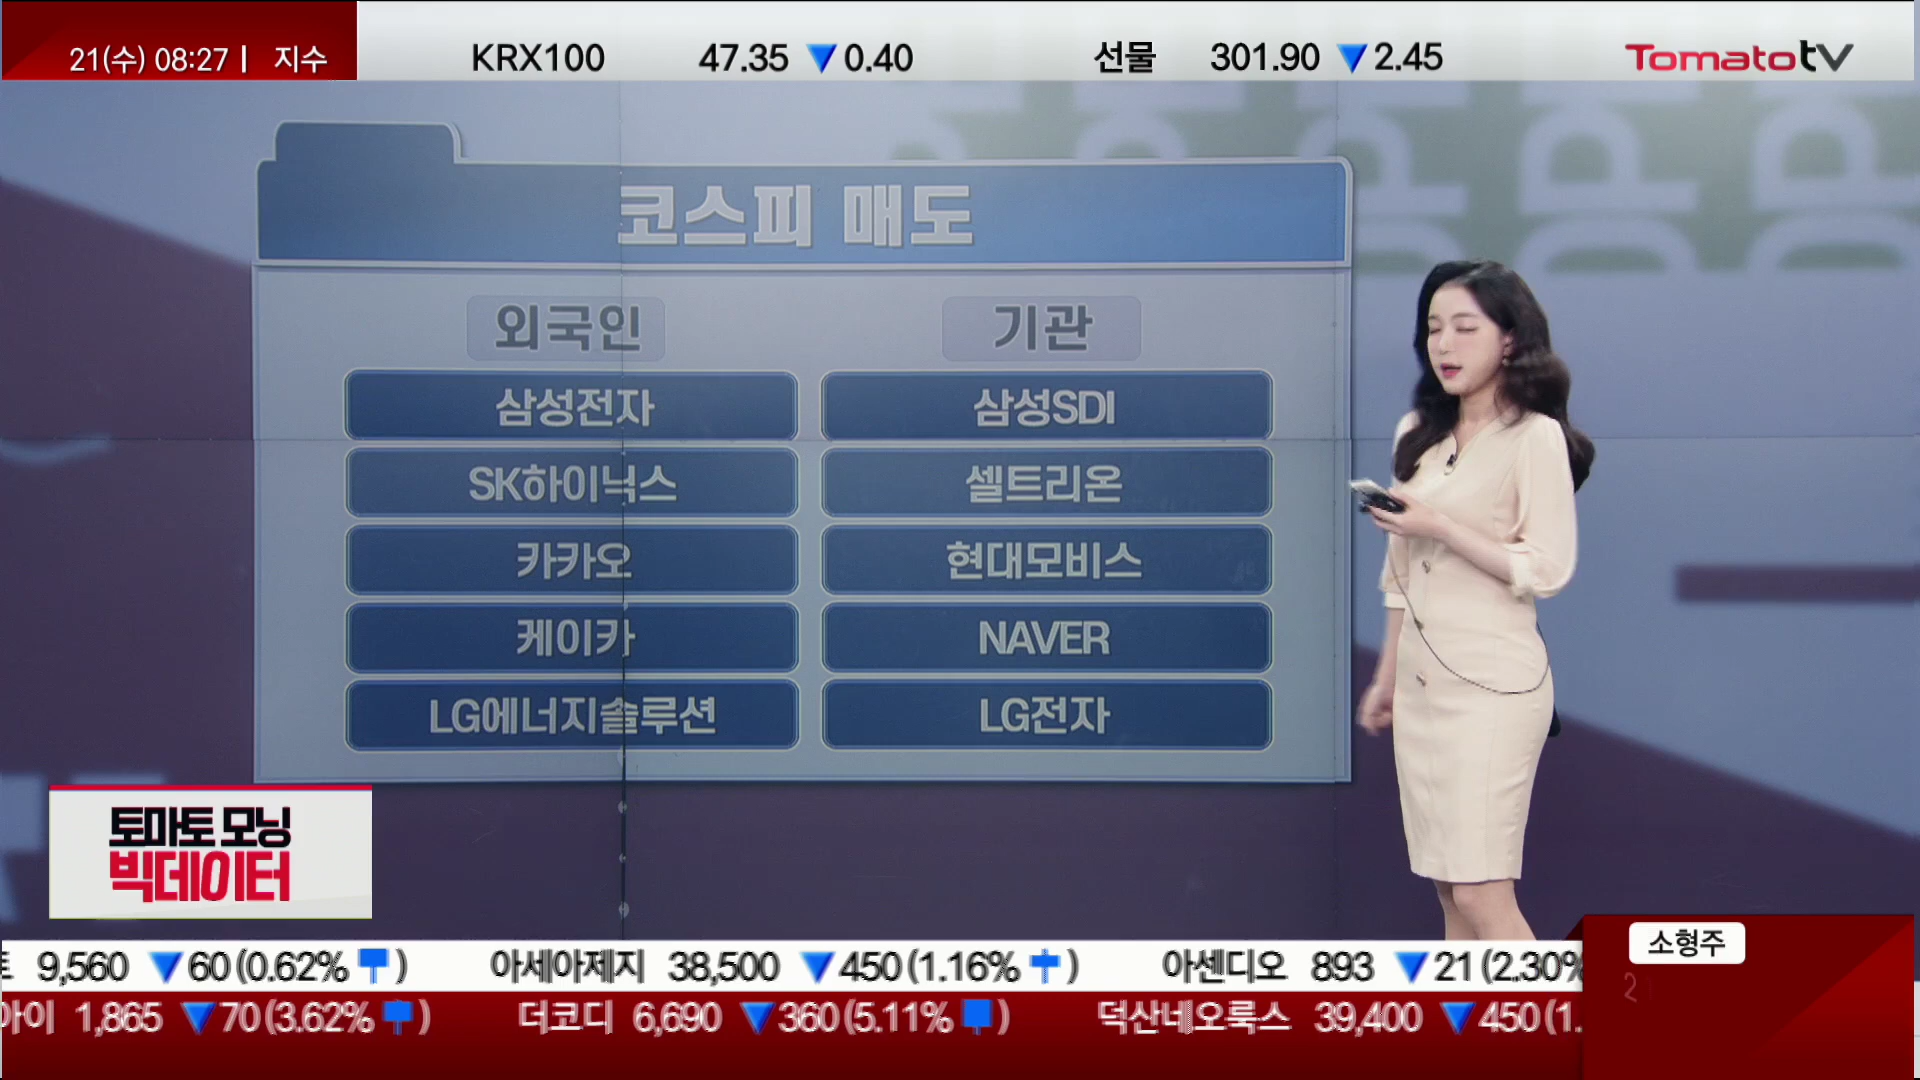 21(수) 08:27 | 지수 KRX100 47.35 ▼0.40 선물 301.90 ▼2.45 Tomato tV
코스피 매도
외국인 기관
삼성전자 삼성SDI
SK하이닉스 셀트리온
카카오 현대모비스
케이카 NAVER
LG에너지솔루션 LG전자
토마토 모닝
빅데이터
소형주
9,560 ▼60(0.62% ) 아세아제지 38,500 ▼450(1.16% ) 아센디오 893 ▼21(2.30%
아이 1,865 ▼70(3.62% ) 더코디 6,690 ▼360(5.11% ) 덕산네오룩스 39,400 ▼450(1.